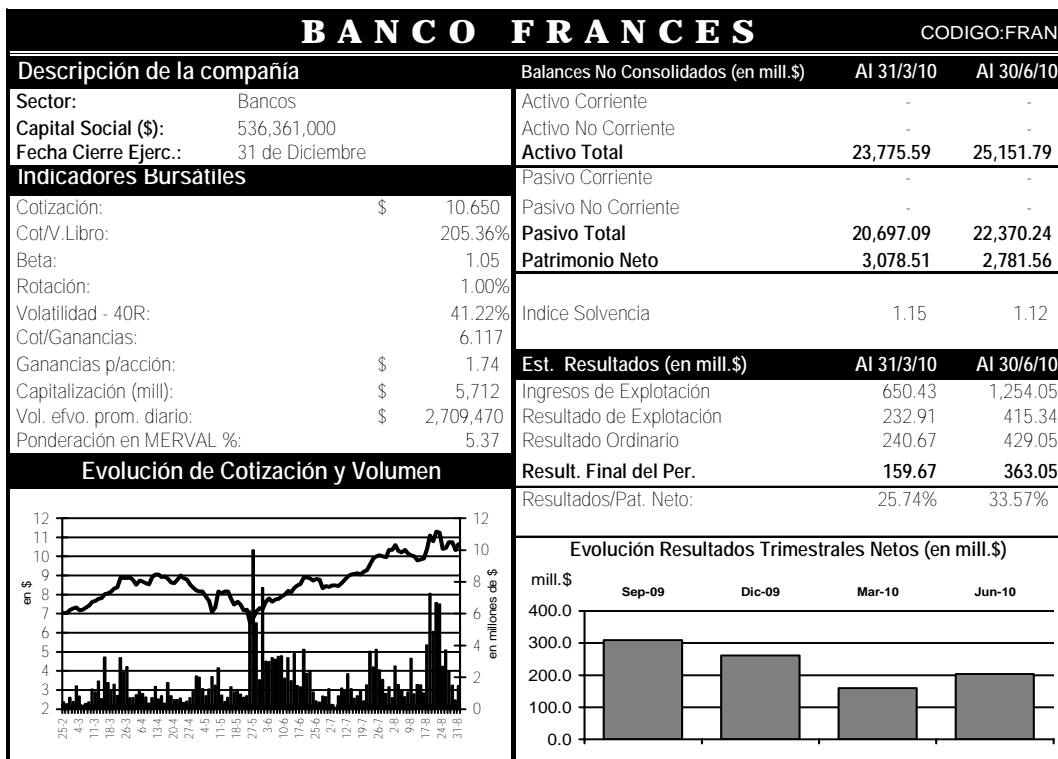 BANCO FRANCES
CODIGO:FRAN
Descripción de la compañía
Sector: Bancos
Capital Social ($): 536,361,000
Fecha Cierre Ejerc.: 31 de Diciembre
Indicadores Bursátiles
Cotización: $ 10.650
Cot/V.Libro: 205.36%
Beta: 1.05
Rotación: 1.00%
Volatilidad - 40R: 41.22%
Cot/Ganancias: 6.117
Ganancias p/acción: $ 1.74
Capitalización (mill): $ 5,712
Vol. efvo. prom. diario: $ 2,709,470
Ponderación en MERVAL %: 5.37
Evolución de Cotización y Volumen
12
11
10
9
8
7
6
5
4
3
2
en $
12
10
8
6
4
2
0
en millones de $
25-2 4-3 11-3 18-3 26-3 6-4 13-4 20-4 27-4 4-5 11-5 18-5 27-5 3-6 10-6 17-6 25-6 2-7 12-7 19-7 26-7 2-8 9-8 17-8 24-8 31-8
Balances No Consolidados (en mill.$) Al 31/3/10 Al 30/6/10
Activo Corriente - -
Activo No Corriente - -
Activo Total 23,775.59 25,151.79
Pasivo Corriente - -
Pasivo No Corriente - -
Pasivo Total 20,697.09 22,370.24
Patrimonio Neto 3,078.51 2,781.56
Indice Solvencia 1.15 1.12
Est. Resultados (en mill.$) Al 31/3/10 Al 30/6/10
Ingresos de Explotación 650.43 1,254.05
Resultado de Explotación 232.91 415.34
Resultado Ordinario 240.67 429.05
Result. Final del Per. 159.67 363.05
Resultados/Pat. Neto: 25.74% 33.57%
Evolución Resultados Trimestrales Netos (en mill.$)
mill.$
Sep-09 Dic-09 Mar-10 Jun-10
400.0
300.0
200.0
100.0
0.0